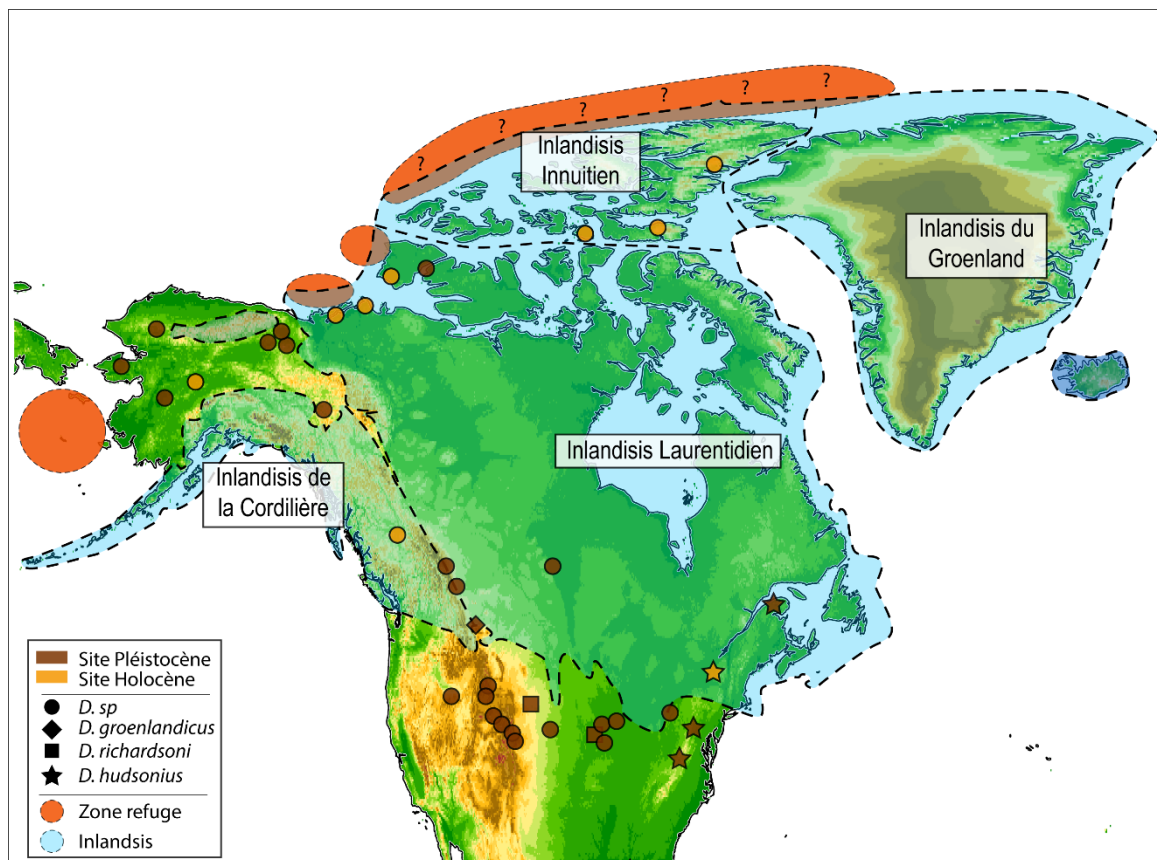 ? ? ? ? ?
Inlandisis
Innuitien
Inlandisis du
Groenland
Inlandisis Laurentidien
Inlandisis de
la Cordilière
Site Pléistocène
Site Holocène
D. sp
D. groenlandicus
D. richardsoni
D. hudsonius
Zone refuge
Inlandsis